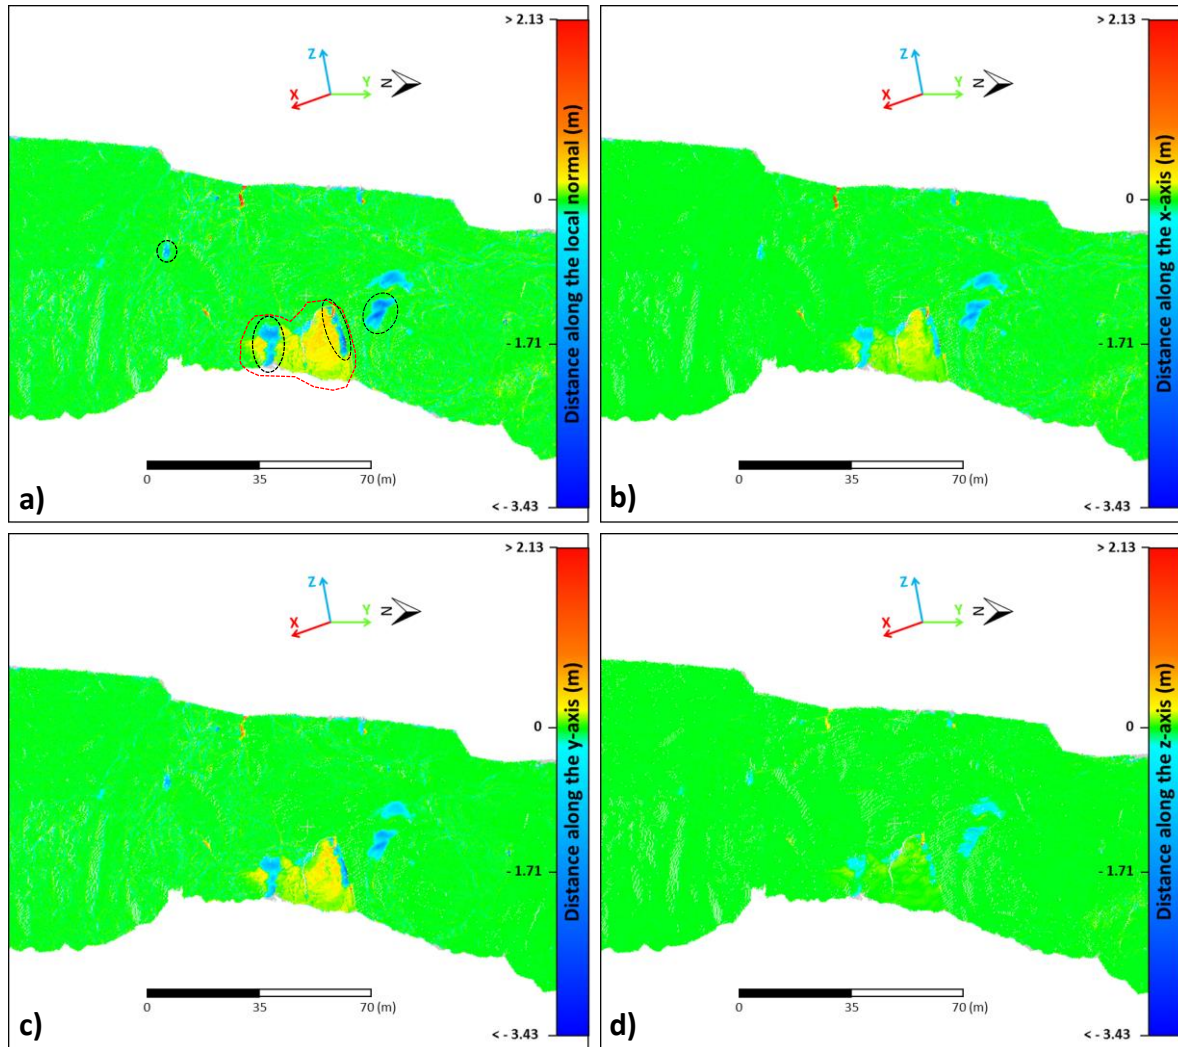 > 2.13
Z
X
Y
N
0
- 1.71
< - 3.43
Distance along the local normal (m)
0
35
70 (m)
a)
> 2.13
Z
X
Y
N
0
- 1.71
< - 3.43
Distance along the x-axis (m)
0
35
70 (m)
b)
> 2.13
Z
X
Y
N
0
- 1.71
< - 3.43
Distance along the y-axis (m)
0
35
70 (m)
c)
> 2.13
Z
X
Y
N
0
- 1.71
< - 3.43
Distance along the z-axis (m)
0
35
70 (m)
d)